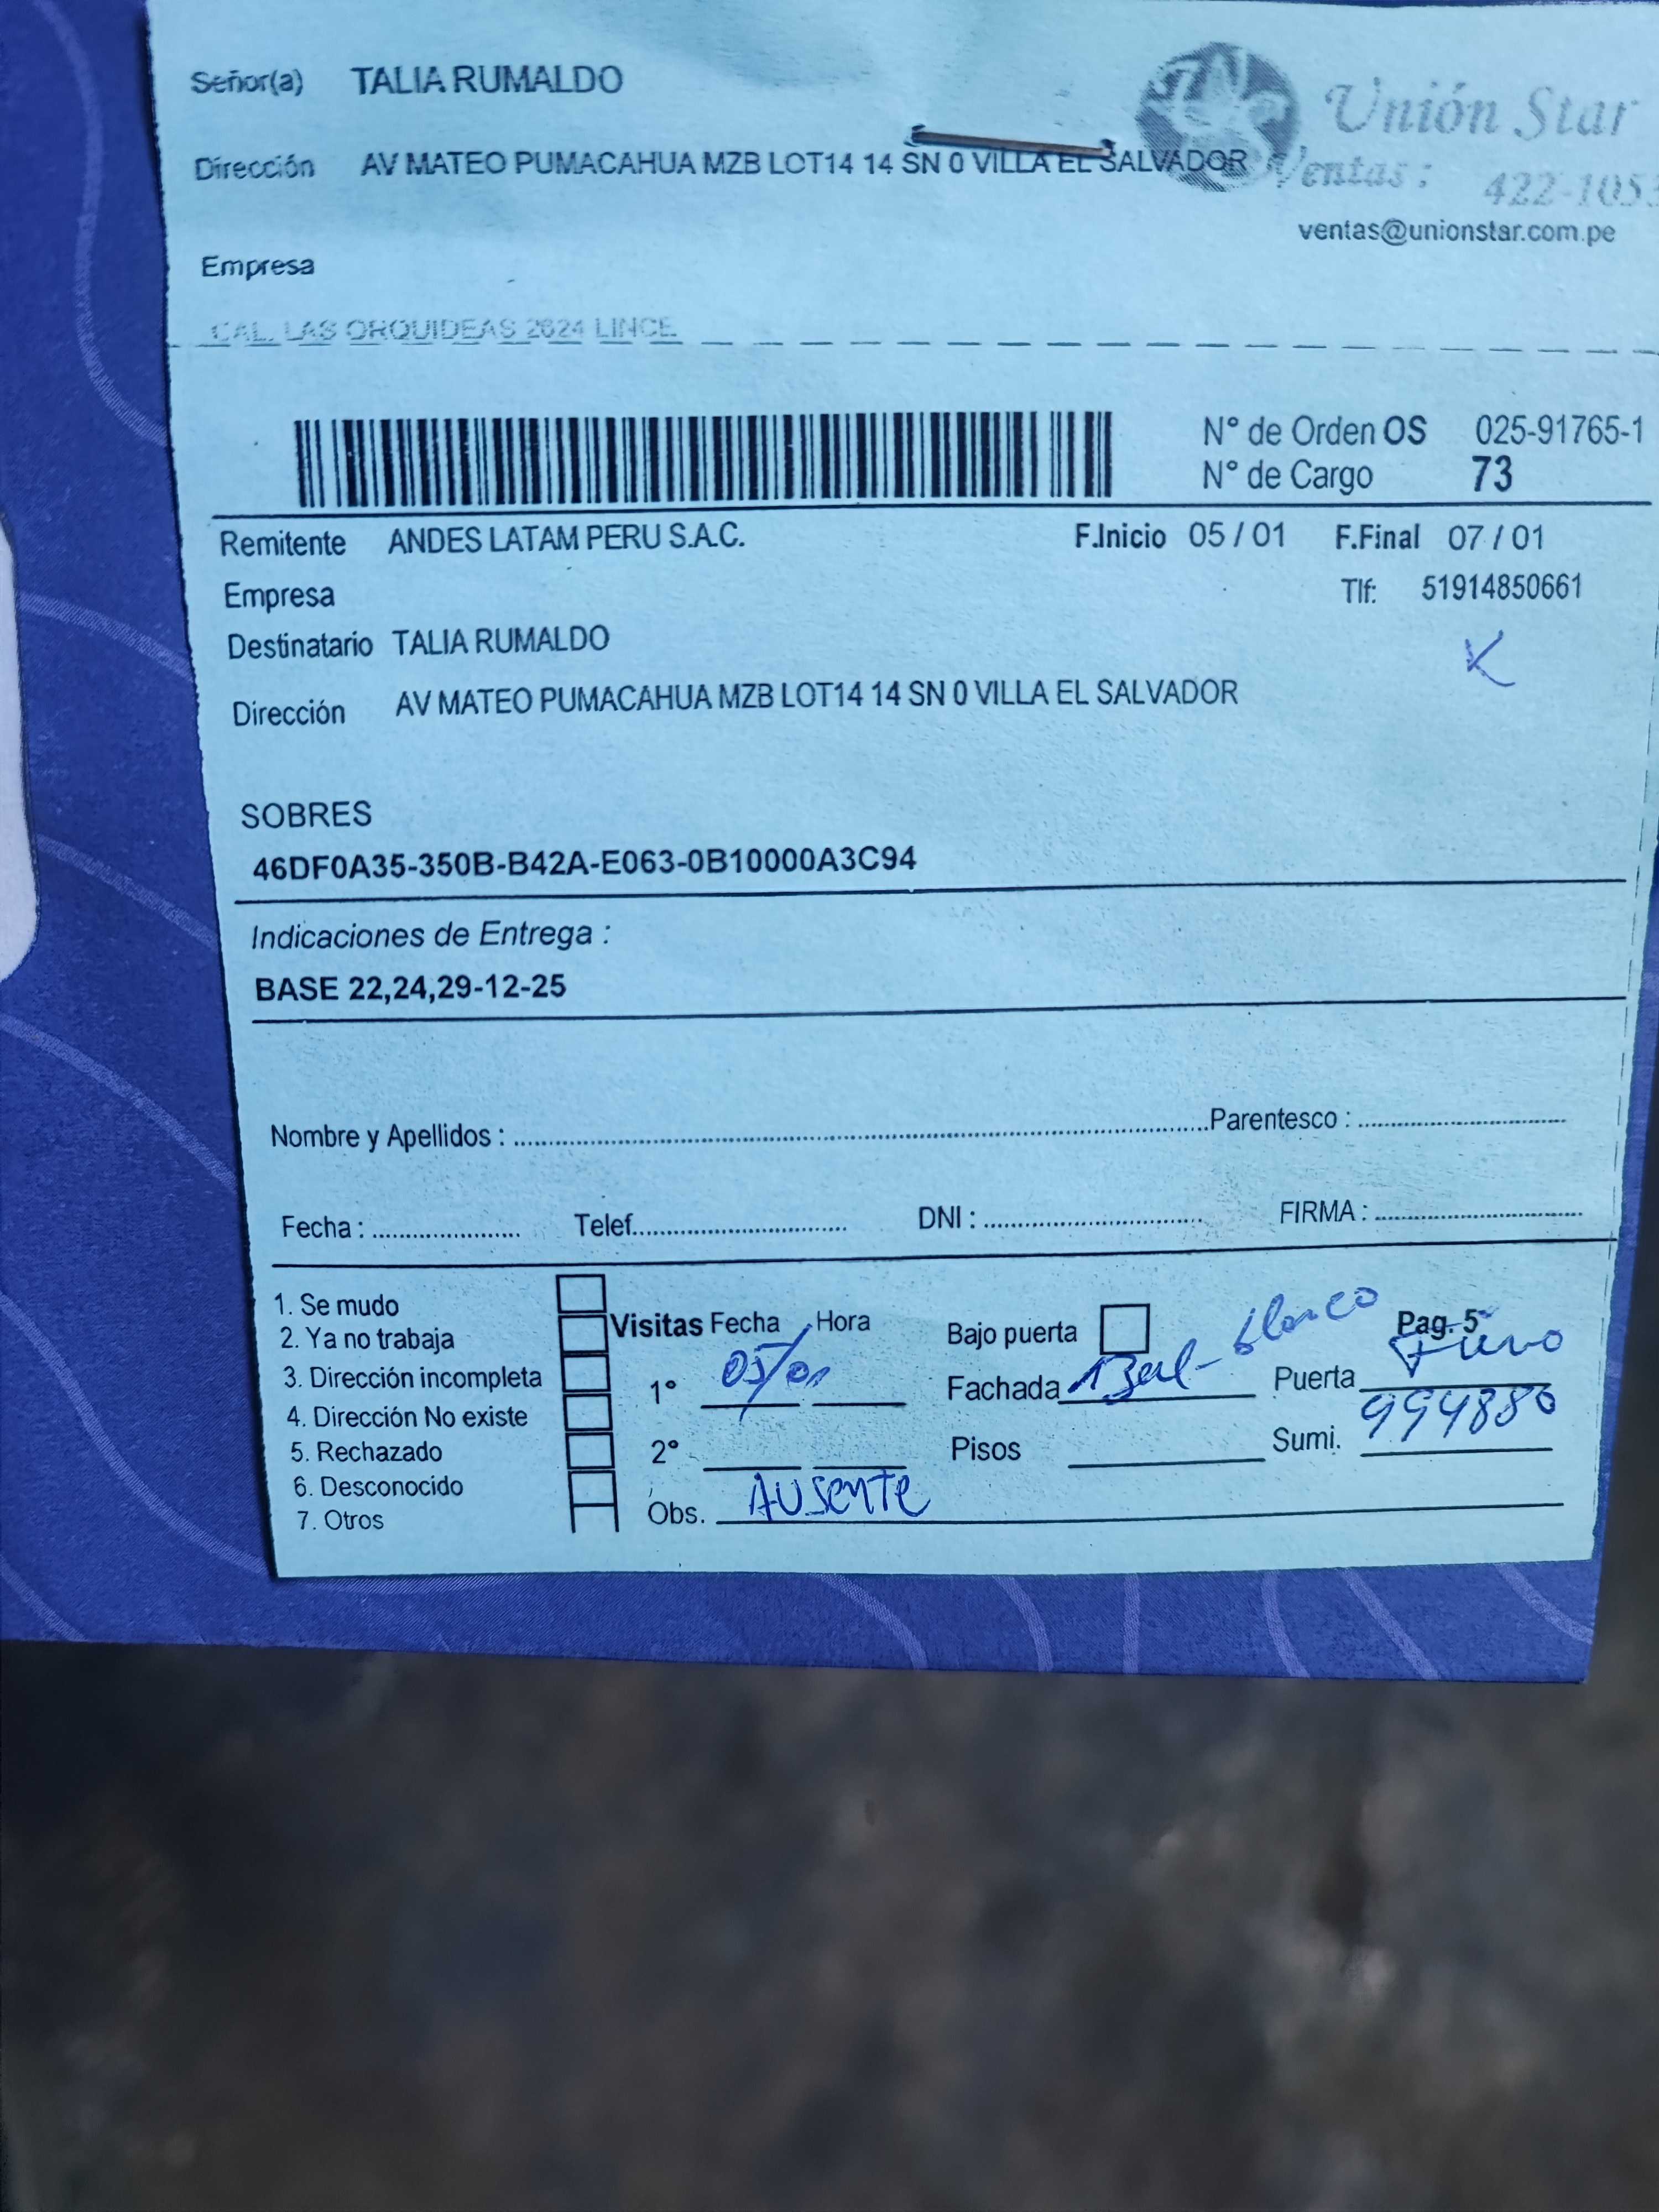 Señor(a) TALIA RUMALDO
Unión Star
Dirección AV MATEO PUMACAHUA MZB LOT14 14 SN 0 VILLA EL SALVADOR
Ventas: 422-105
ventas@unionstar.com.pe
Empresa
CAL. LAS ORQUIDEAS 2624 LINCE
N° de Orden OS 025-91765-1
N° de Cargo 73
Remitente ANDES LATAM PERU S.A.C. F.Inicio 05 / 01 F.Final 07 / 01
Empresa Tlf: 51914850661
Destinatario TALIA RUMALDO
Dirección AV MATEO PUMACAHUA MZB LOT14 14 SN 0 VILLA EL SALVADOR
SOBRES
46DF0A35-350B-B42A-E063-0B10000A3C94
Indicaciones de Entrega :
BASE 22,24,29-12-25
Nombre y Apellidos : Parentesco :
Fecha : Telef. DNI : FIRMA :
1. Se mudo
2. Ya no trabaja
3. Dirección incompleta
4. Dirección No existe
5. Rechazado
6. Desconocido
7. Otros
Visitas Fecha Hora
1° 05/01
2°
Obs. AUSENTE
Bajo puerta
Pag. 5
Fachada blanco
Puerta
Pisos
Sumi. 994886